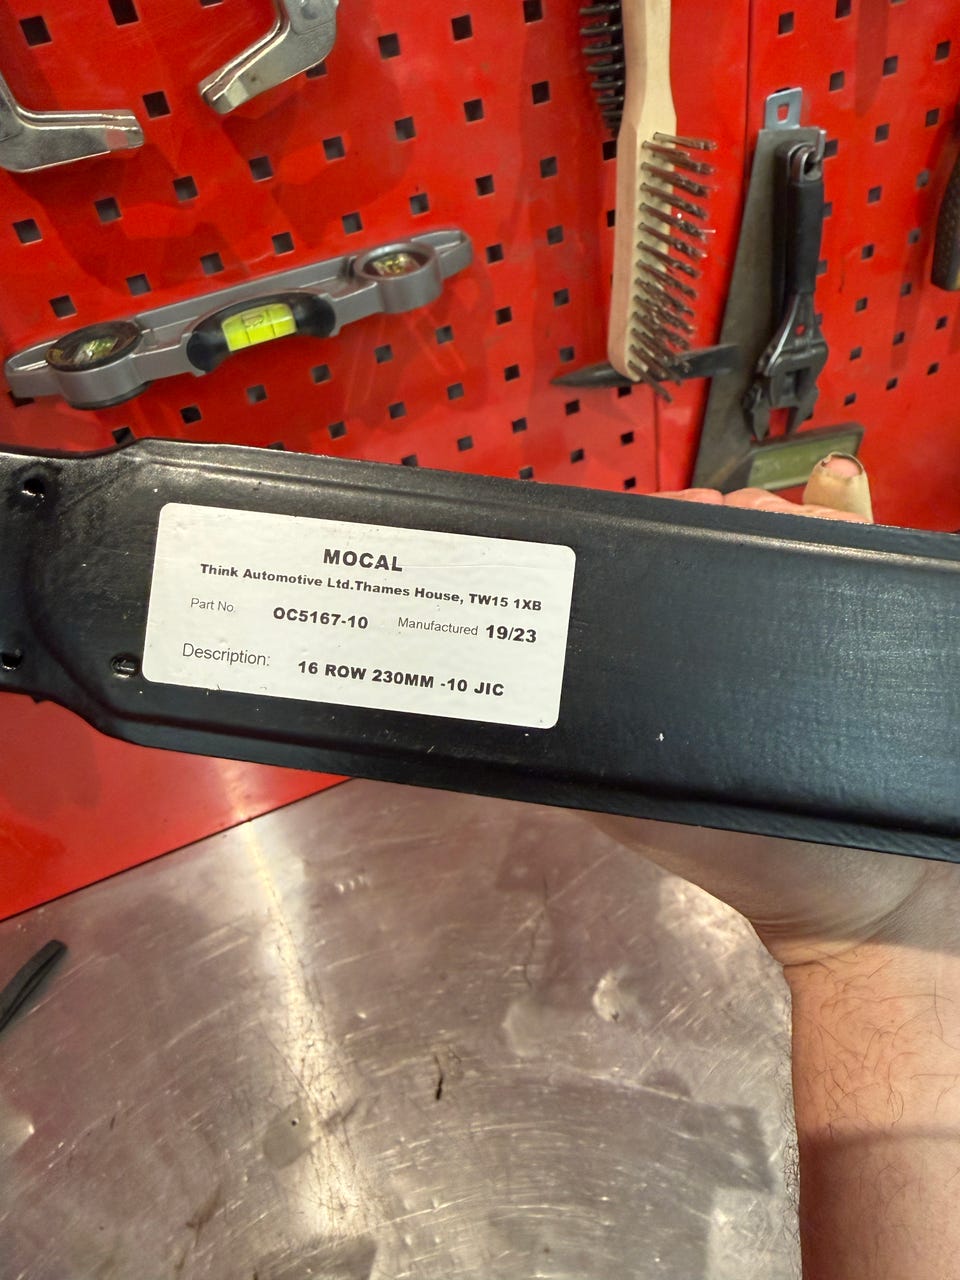 MOCAL
Think Automotive Ltd.Thames House, TW15 1XB
Part No. OC5167-10 Manufactured 19/23
Description: 16 ROW 230MM -10 JIC